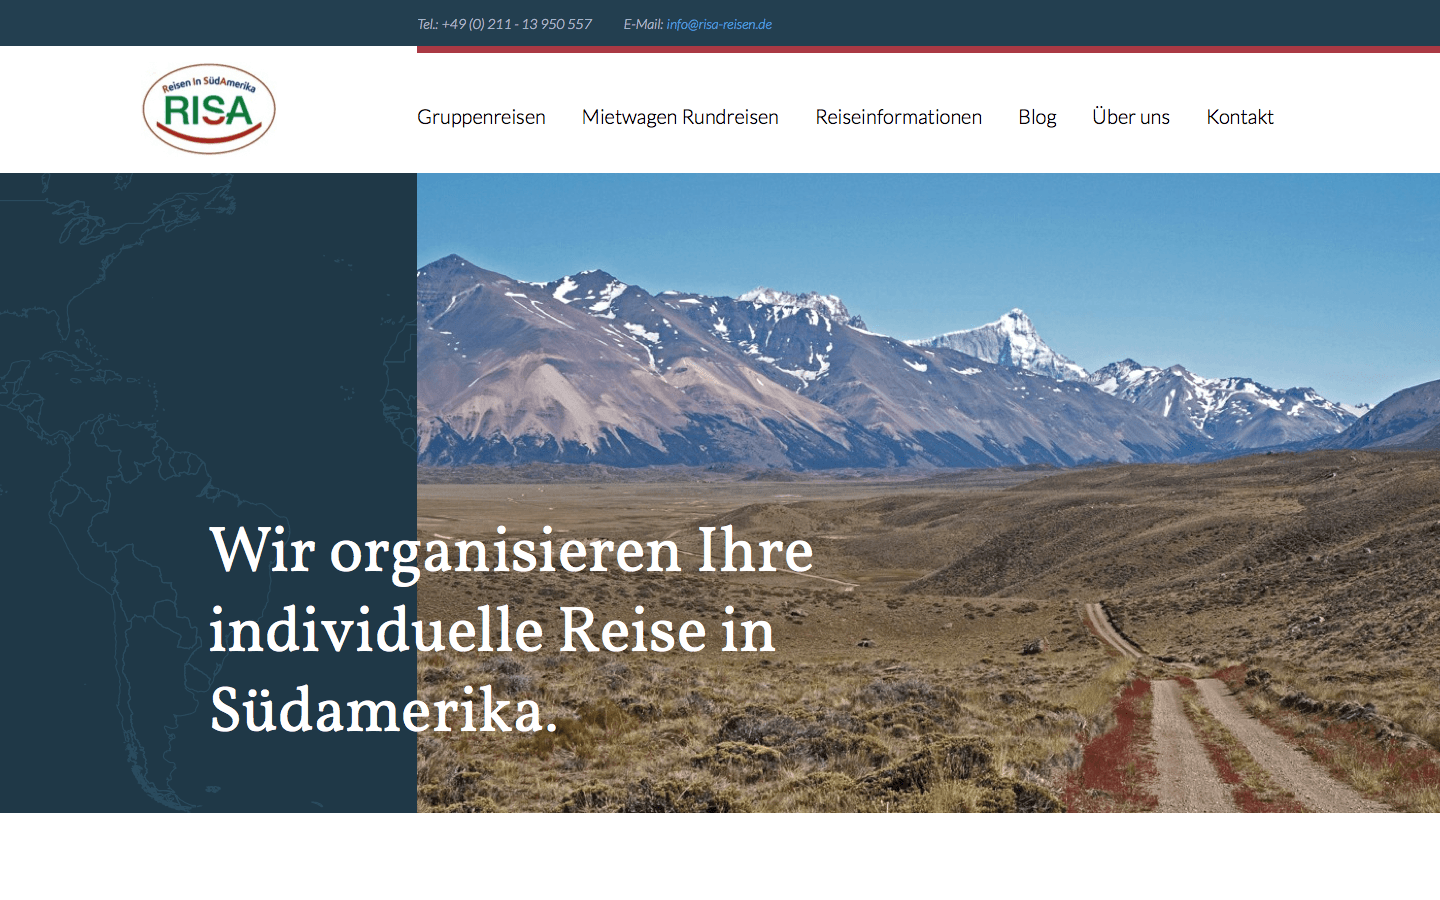 Tel.: +49 (0) 211 - 13 950 557 E-Mail: info@risa-reisen.de
Reisen In SüdAmerika
RISA
Gruppenreisen Mietwagen Rundreisen Reiseinformationen Blog Über uns Kontakt
Wir organisieren Ihre
individuelle Reise in
Südamerika.